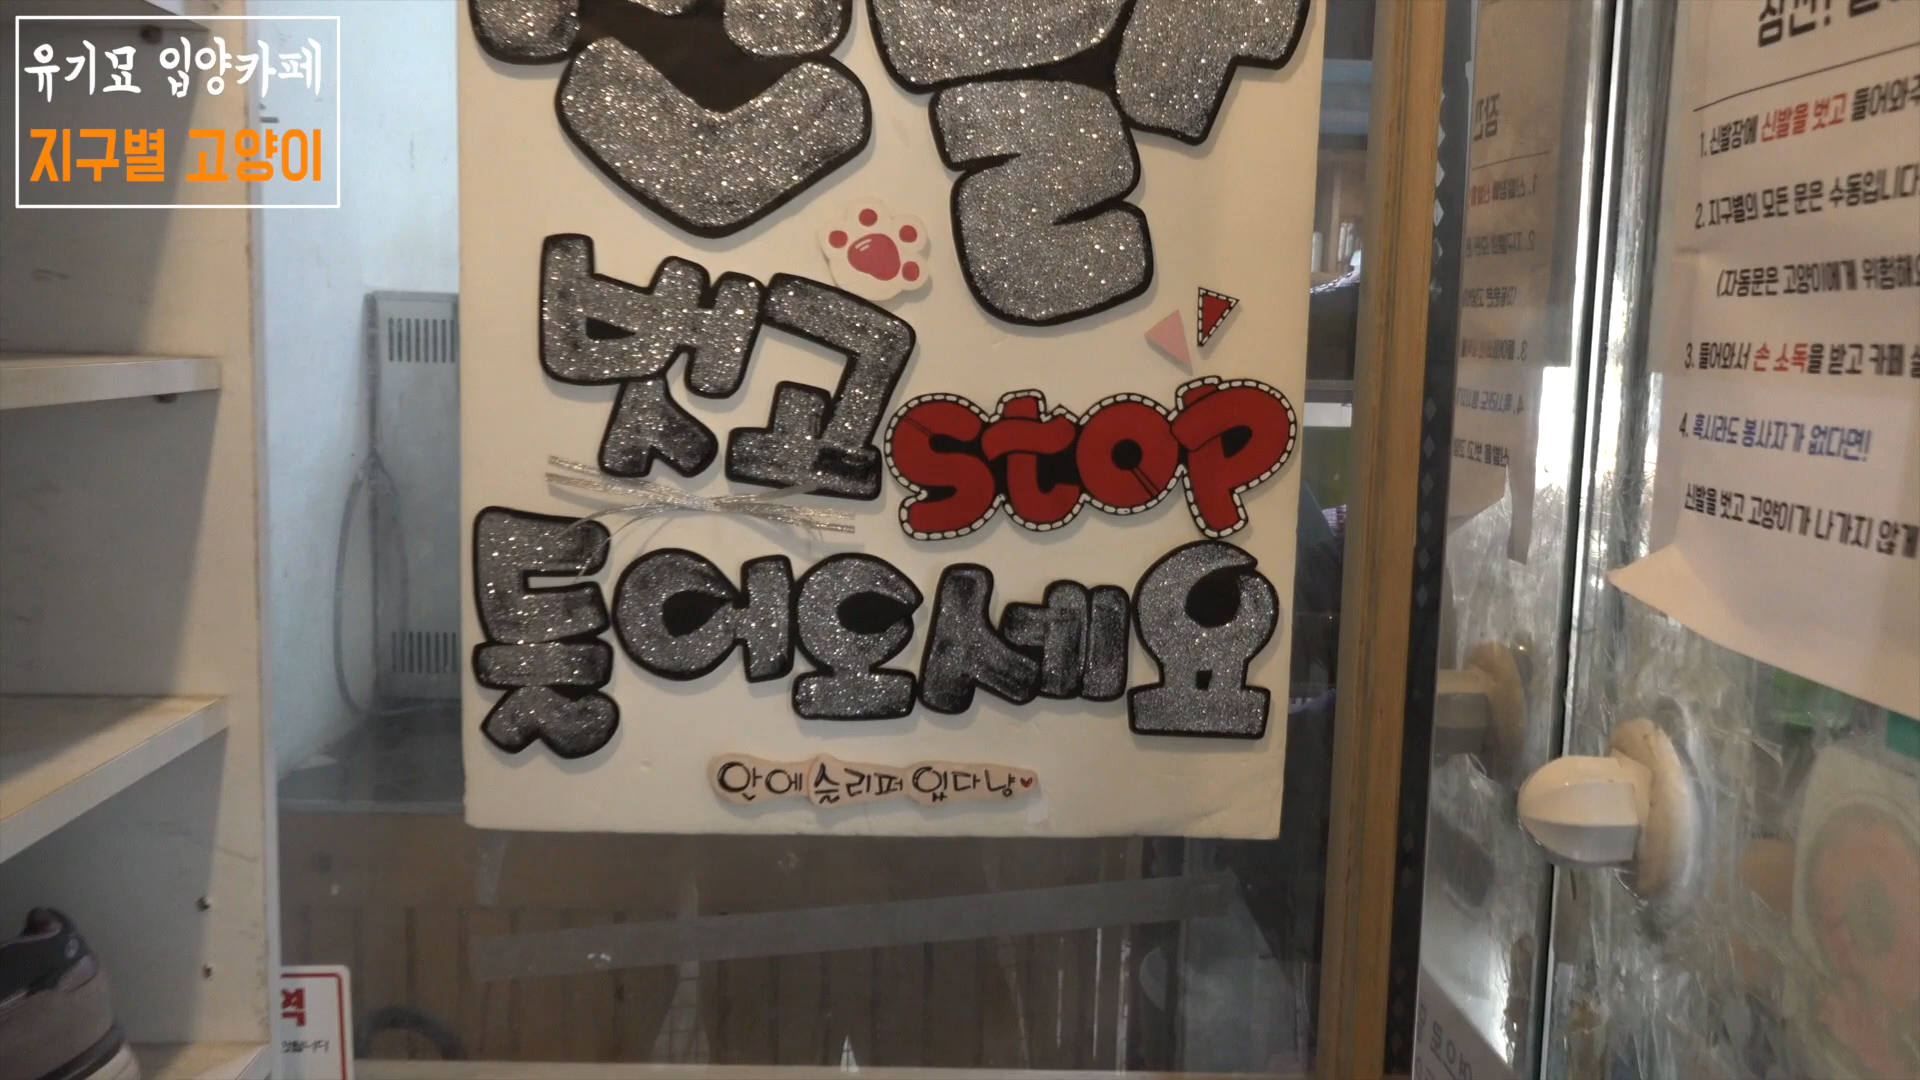 유기묘 입양카페
지구별 고양이
신발
벗고
STOP
들어오세요
안에 슬리퍼 있다냥
잠깐!
1. 신발장에 신발을 벗고 들어와주
2. 지구별의 모든 문은 수동입니다
(자동문은 고양이에게 위험해요
3. 들어와서 손 소독을 받고 카페
4. 혹시라도 봉사자가 없다면!
신발을 벗고 고양이가 나가지 않게